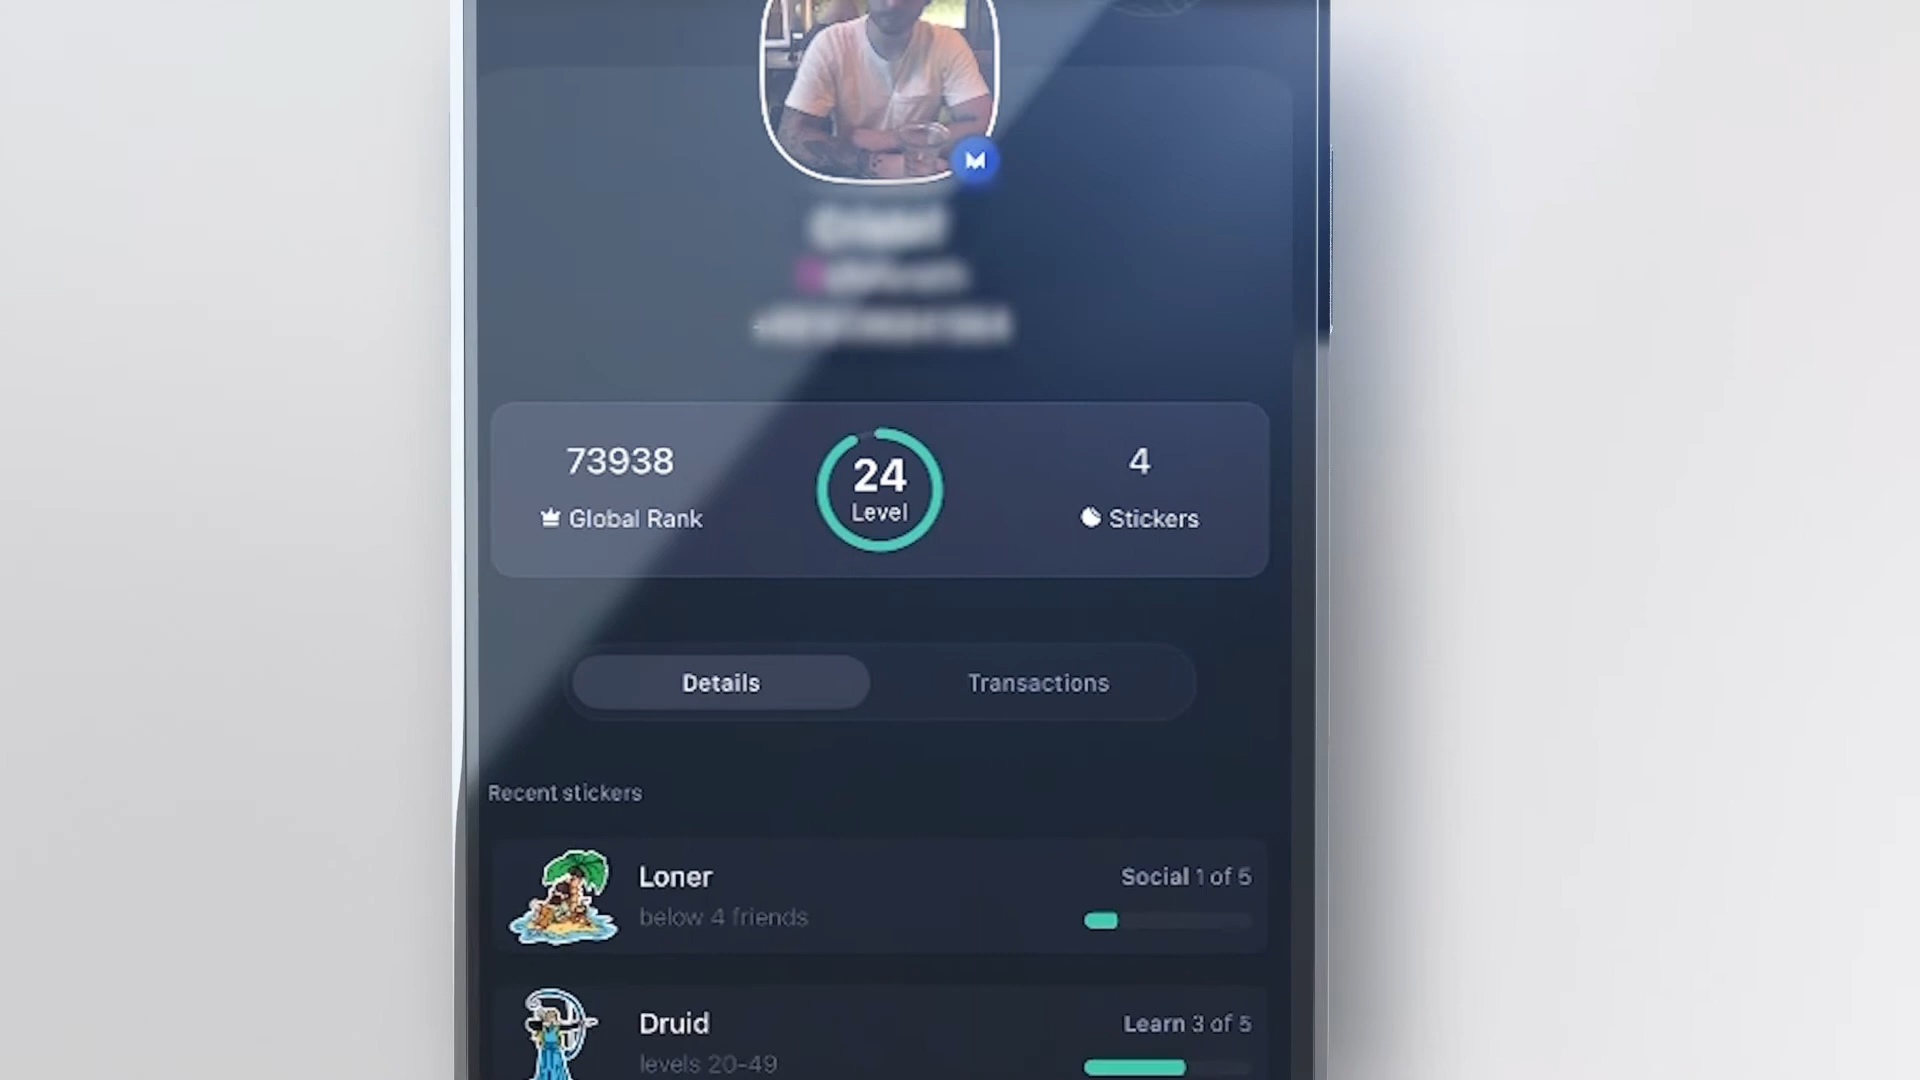 73938
Global Rank
24
Level
4
Stickers
Details
Transactions
Recent stickers
Loner
below 4 friends
Social 1 of 5
Druid
levels 20-49
Learn 3 of 5